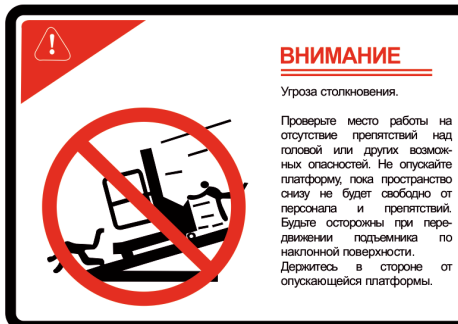 ВНИМАНИЕ
Угроза столкновения.
Проверьте место работы на
отсутствие препятствий над
головой или других возмож-
ных опасностей. Не опускайте
платформу, пока пространство
снизу не будет свободно от
персонала и препятствий.
Будьте осторожны при пере-
движении подъемника по
наклонной поверхности.
Держитесь в стороне от
опускающейся платформы.